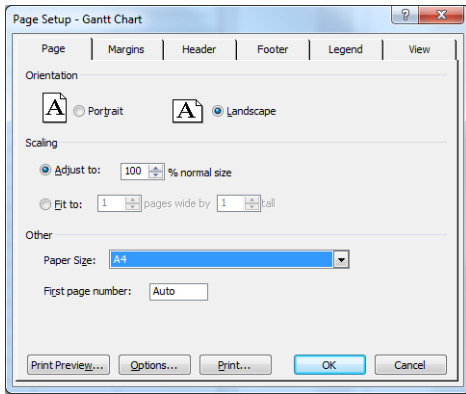 Page Setup - Gantt Chart
Page Margins Header Footer Legend View
Orientation
A Portrait A Landscape
Scaling
Adjust to: 100 % normal size
Fit to: 1 pages wide by 1 tall
Other
Paper Size: A4
First page number: Auto
Print Preview... Options... Print... OK Cancel